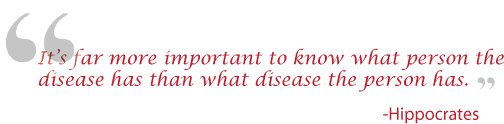 “It’s far more important to know what person the
disease has than what disease the person has. ”
-Hippocrates